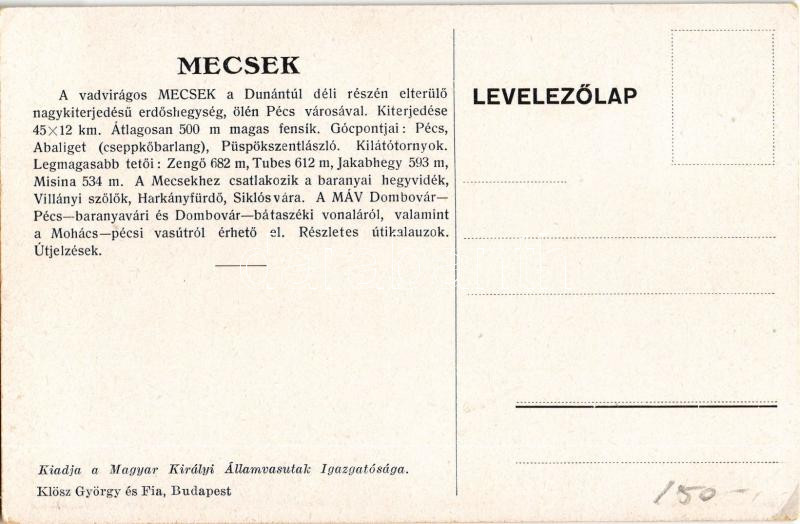 MECSEK
A vadvirágos MECSEK a Dunántúl déli részén elterülő
nagykiterjedésű erdőshegység, ölén Pécs városával. Kiterjedése
45×12 km. Átlagosan 500 m magas fensík. Gócpontjai: Pécs,
Abaliget (cseppkőbarlang), Püspökszentlászló. Kilátótornyok.
Legmagasabb tetői: Zengő 682 m, Tubes 612 m, Jakabhegy 593 m,
Misina 534 m. A Mecsekhez csatlakozik a baranyai hegyvidék,
Villányi szőlők, Harkányfürdő, Siklósvára. A MÁV Dombovár—
Pécs—baranyavári és Dombovár—bátaszéki vonaláról, valamint
a Mohács—pécsi vasútról érhető el. Részletes útikalauzok.
Útjelzések.
Kiadja a Magyar Királyi Államvasutak Igazgatósága.
Klösz György és Fia, Budapest
LEVELEZŐLAP
150-.